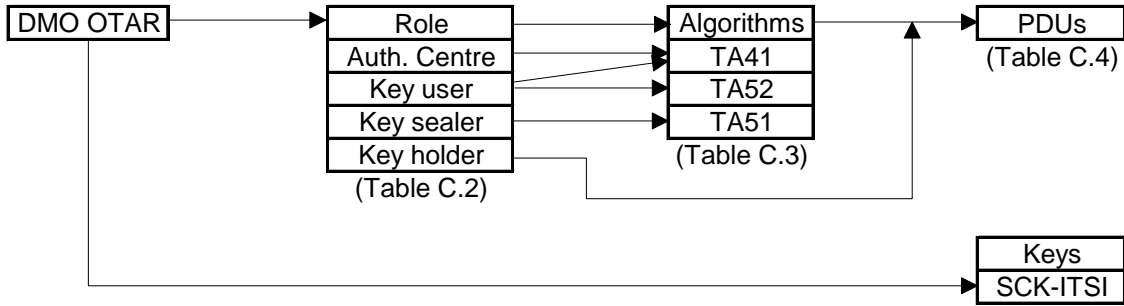 DMO OTAR
Role
Auth. Centre
Key user
Key sealer
Key holder
(Table C.2)
Algorithms
TA41
TA52
TA51
(Table C.3)
PDUs
(Table C.4)
Keys
SCK-ITSI